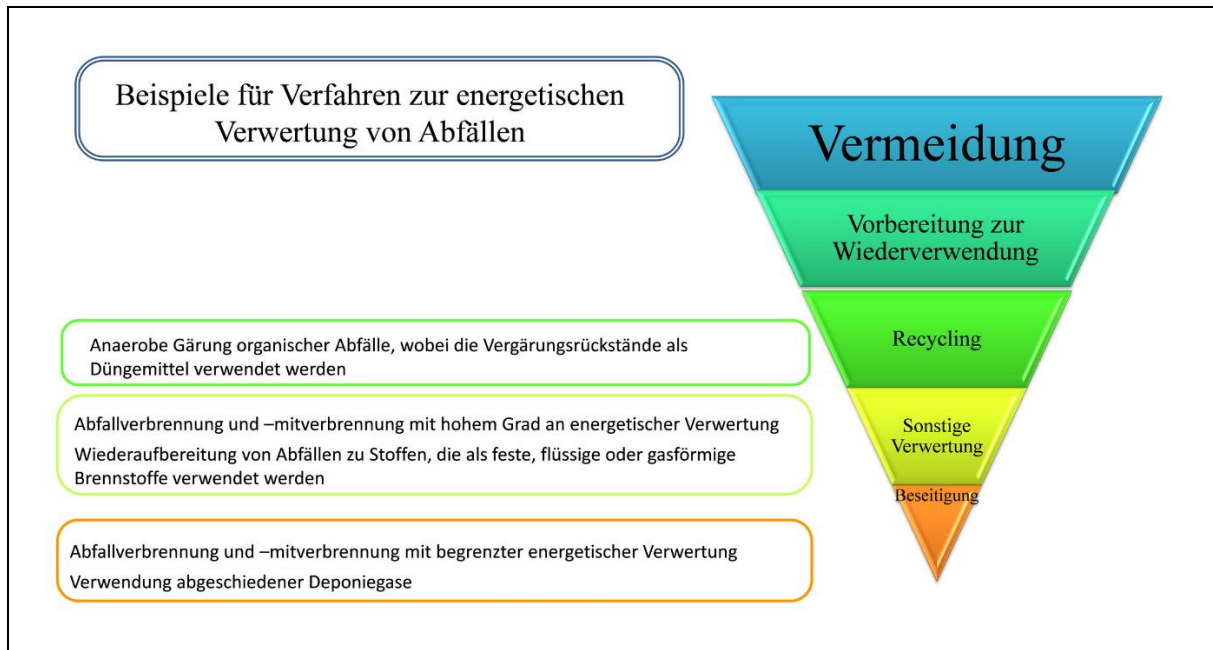 Beispiele für Verfahren zur energetischen
Verwertung von Abfällen
Vermeidung
Vorbereitung zur
Wiederverwendung
Recycling
Anaerobe Gärung organischer Abfälle, wobei die Vergärungsrückstände als
Düngemittel verwendet werden
Sonstige
Verwertung
Abfallverbrennung und –mitverbrennung mit hohem Grad an energetischer Verwertung
Wiederaufbereitung von Abfällen zu Stoffen, die als feste, flüssige oder gasförmige
Brennstoffe verwendet werden
Beseitigung
Abfallverbrennung und –mitverbrennung mit begrenzter energetischer Verwertung
Verwendung abgeschiedener Deponiegase